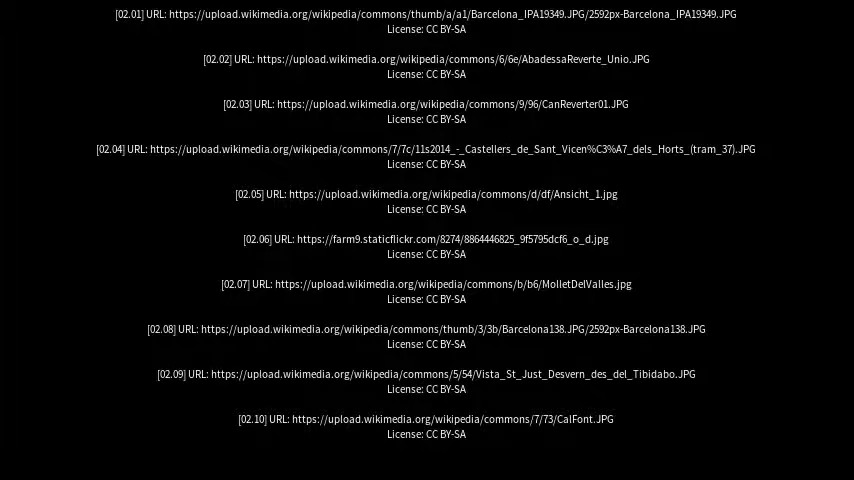 [02.01] URL: https://upload.wikimedia.org/wikipedia/commons/thumb/a/a1/Barcelona_IPA19349.JPG/2592px-Barcelona_IPA19349.JPG
License: CC BY-SA
[02.02] URL: https://upload.wikimedia.org/wikipedia/commons/6/6e/AbadessaReverte_Unio.JPG
License: CC BY-SA
[02.03] URL: https://upload.wikimedia.org/wikipedia/commons/9/96/CanReverter01.JPG
License: CC BY-SA
[02.04] URL: https://upload.wikimedia.org/wikipedia/commons/7/7c/11s2014_-_Castellers_de_Sant_Vicen%C3%A7_dels_Horts_(tram_37).JPG
License: CC BY-SA
[02.05] URL: https://upload.wikimedia.org/wikipedia/commons/d/df/Ansicht_1.jpg
License: CC BY-SA
[02.06] URL: https://farm9.staticflickr.com/8274/8864446825_9f5795dcf6_o_d.jpg
License: CC BY-SA
[02.07] URL: https://upload.wikimedia.org/wikipedia/commons/b/b6/MolletDelValles.jpg
License: CC BY-SA
[02.08] URL: https://upload.wikimedia.org/wikipedia/commons/thumb/3/3b/Barcelona138.JPG/2592px-Barcelona138.JPG
License: CC BY-SA
[02.09] URL: https://upload.wikimedia.org/wikipedia/commons/5/54/Vista_St_Just_Desvern_des_del_Tibidabo.JPG
License: CC BY-SA
[02.10] URL: https://upload.wikimedia.org/wikipedia/commons/7/73/CalFont.JPG
License: CC BY-SA